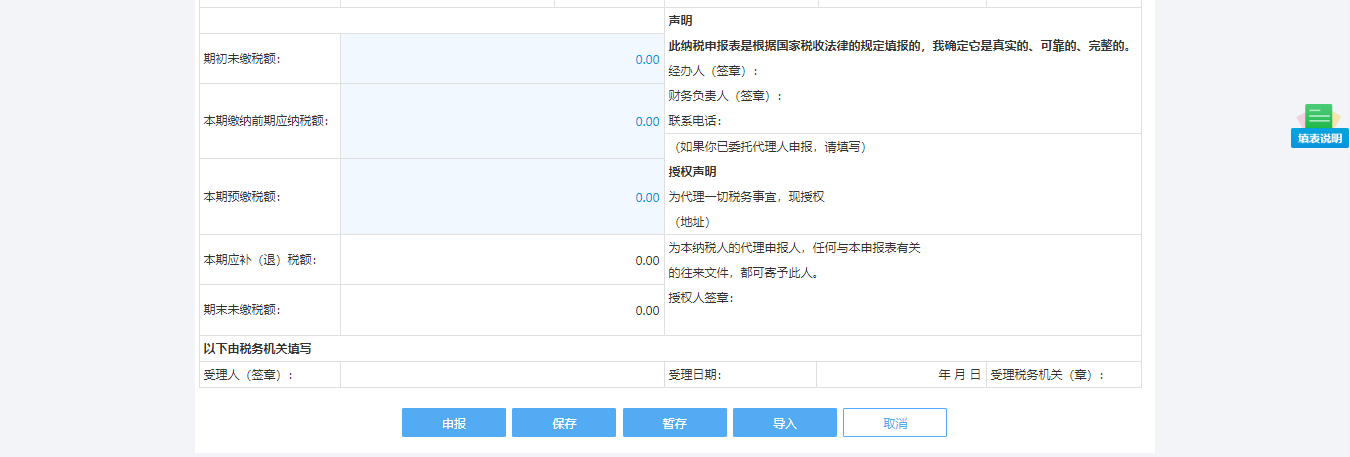 声明
此纳税申报表是根据国家税收法律的规定填报的，我确定它是真实的、可靠的、完整的。
期初未缴税额：
0.00
经办人（签章）：
财务负责人（签章）：
本期缴纳前期应纳税额：
0.00
联系电话：
（如果你已委托代理人申报，请填写）
授权声明
本期预缴税额：
0.00
为代理一切税务事宜，现授权
（地址）
本期应补（退）税额：
0.00
为本纳税人的代理申报人，任何与本申报表有关
的往来文件，都可寄予此人。
期末未缴税额：
0.00
授权人签章：
以下由税务机关填写
受理人（签章）：
受理日期：
年 月 日
受理税务机关（章）：
申报
保存
暂存
导入
取消
填表说明